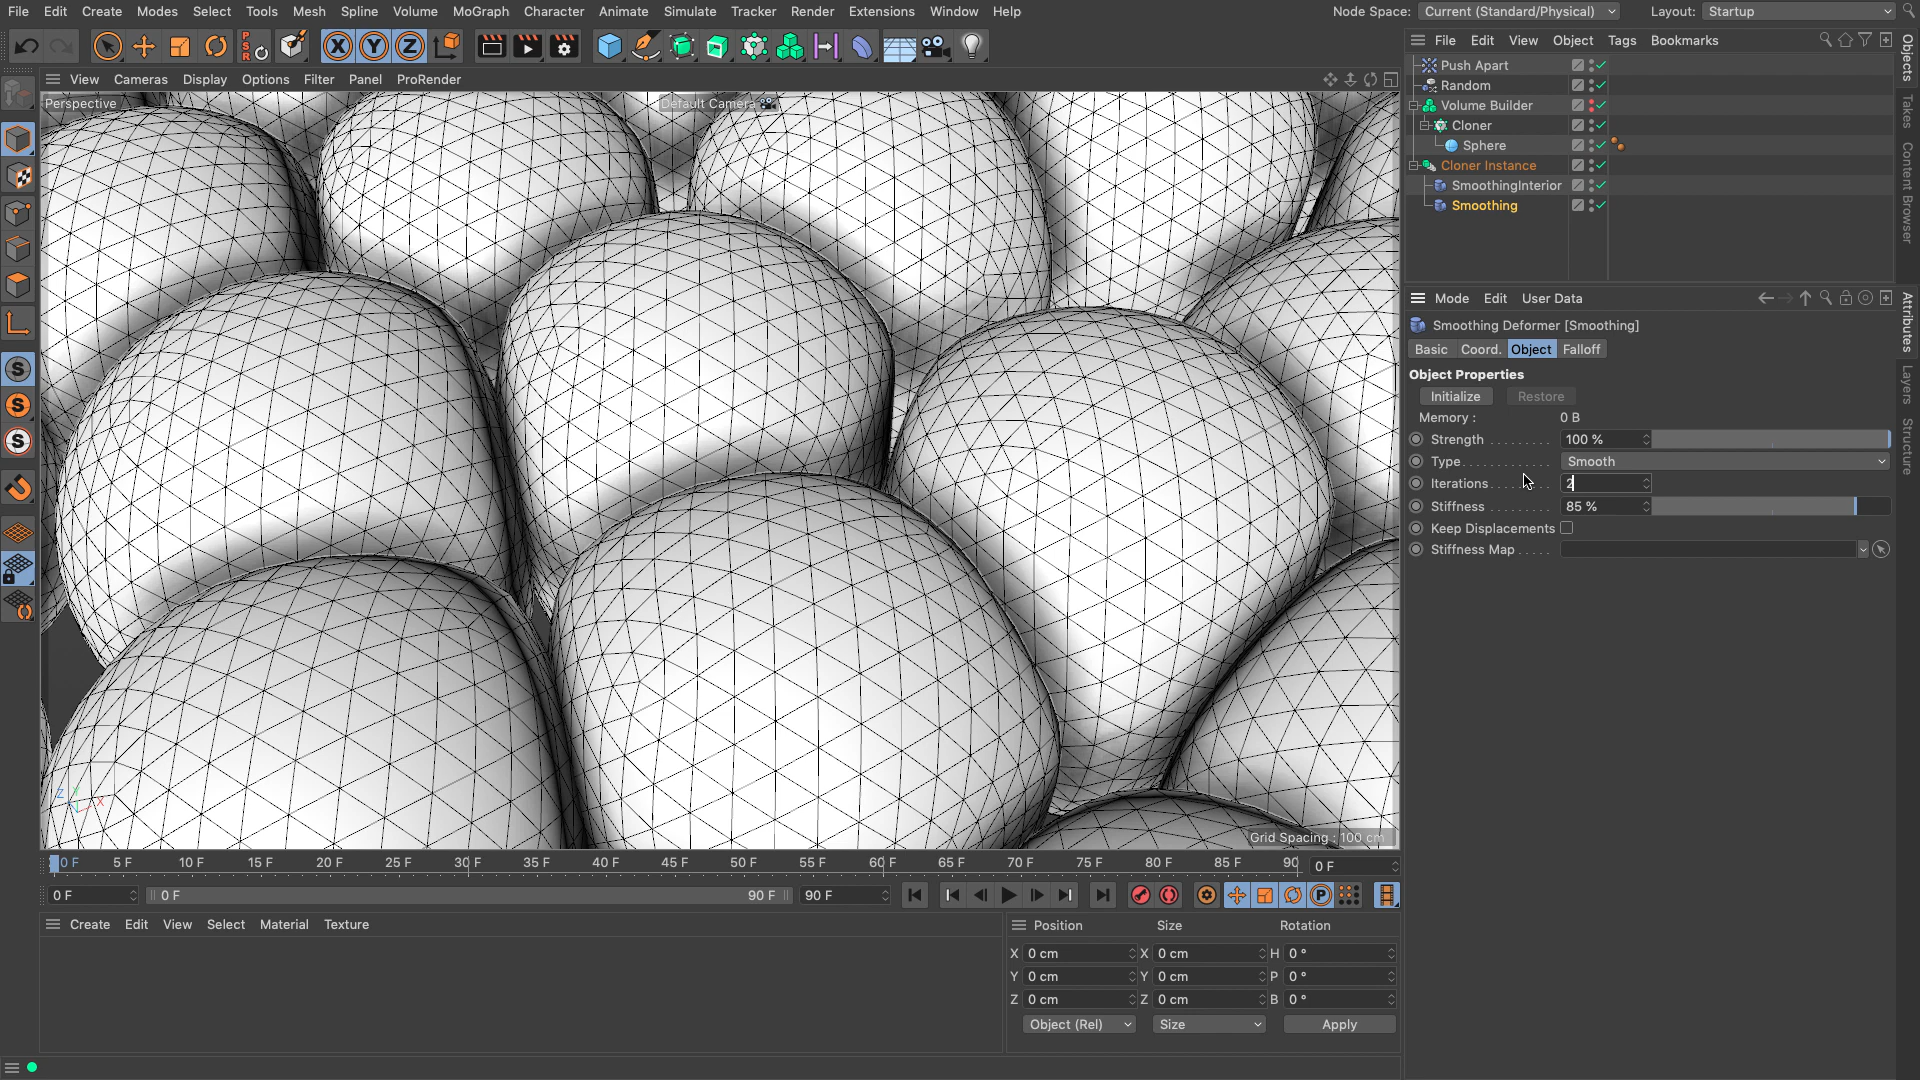 File Edit Create Modes Select Tools Mesh Spline Volume MoGraph Character Animate Simulate Tracker Render Extensions Window Help
Node Space: Current (Standard/Physical) Layout: Startup
PSR X Y Z
File Edit View Object Tags Bookmarks
View Cameras Display Options Filter Panel ProRender
Perspective
Default Camera
Push Apart
Random
Volume Builder
Cloner
Sphere
Cloner Instance
SmoothingInterior
Smoothing
Objects
Takes
Content Browser
Mode Edit User Data
Smoothing Deformer [Smoothing]
Basic Coord. Object Falloff
Object Properties
Initialize Restore
Memory : 0 B
Strength 100 %
Type Smooth
Iterations 2
Stiffness 85 %
Keep Displacements
Stiffness Map
Attributes
Layers
Structure
S
S
S
Z Y X
Grid Spacing : 100 cm
0 F 5 F 10 F 15 F 20 F 25 F 30 F 35 F 40 F 45 F 50 F 55 F 60 F 65 F 70 F 75 F 80 F 85 F 90 0 F
0 F 0 F 90 F 90 F P
Create Edit View Select Material Texture
Position Size Rotation
X 0 cm X 0 cm H 0 °
Y 0 cm Y 0 cm P 0 °
Z 0 cm Z 0 cm B 0 °
Object (Rel) Size Apply